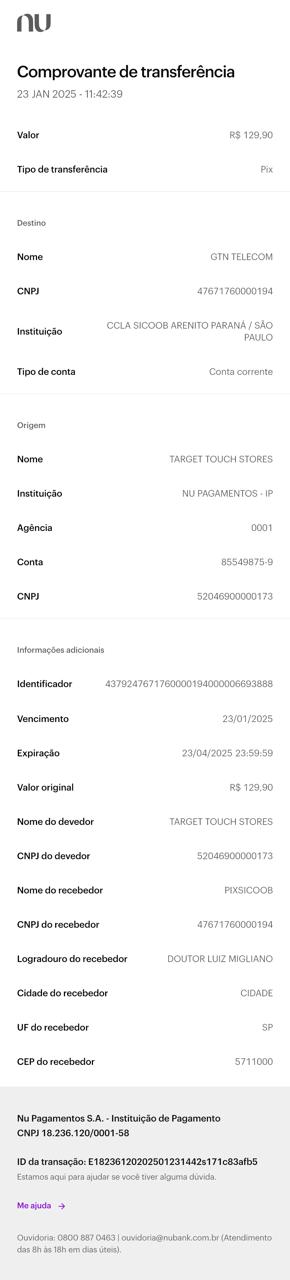 nu
Comprovante de transferência
23 JAN 2025 - 11:42:39
Valor R$ 129,90
Tipo de transferência Pix
Destino
Nome GTN TELECOM
CNPJ 47671760000194
Instituição CCLA SICOOB ARENITO PARANÁ / SÃO
PAULO
Tipo de conta Conta corrente
Origem
Nome TARGET TOUCH STORES
Instituição NU PAGAMENTOS - IP
Agência 0001
Conta 85549875-9
CNPJ 52046900000173
Informações adicionais
Identificador 43792476717600001940000066938​88
Vencimento 23/01/2025
Expiração 23/04/2025 23:59:59
Valor original R$ 129,90
Nome do devedor TARGET TOUCH STORES
CNPJ do devedor 52046900000173
Nome do recebedor PIXSICOOB
CNPJ do recebedor 47671760000194
Logradouro do recebedor DOUTOR LUIZ MIGLIANO
Cidade do recebedor CIDADE
UF do recebedor SP
CEP do recebedor 5711000
Nu Pagamentos S.A. - Instituição de Pagamento
CNPJ 18.236.120/0001-58
ID da transação: E18236120202501231442s171c83afb5
Estamos aqui para ajudar se você tiver alguma dúvida.
Me ajuda →
Ouvidoria: 0800 887 0463 | ouvidoria@nubank.com.br (Atendimento
das 8h às 18h em dias úteis).